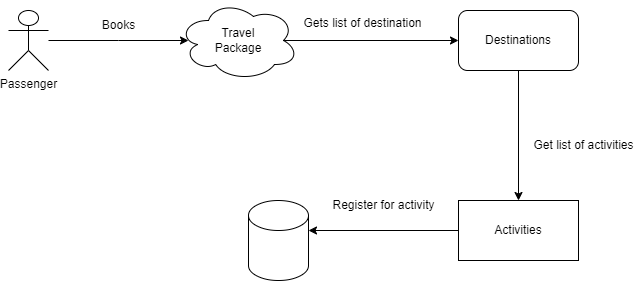 Books
Gets list of destination
Travel
Package
Destinations
Passenger
Get list of activities
Register for activity
Activities